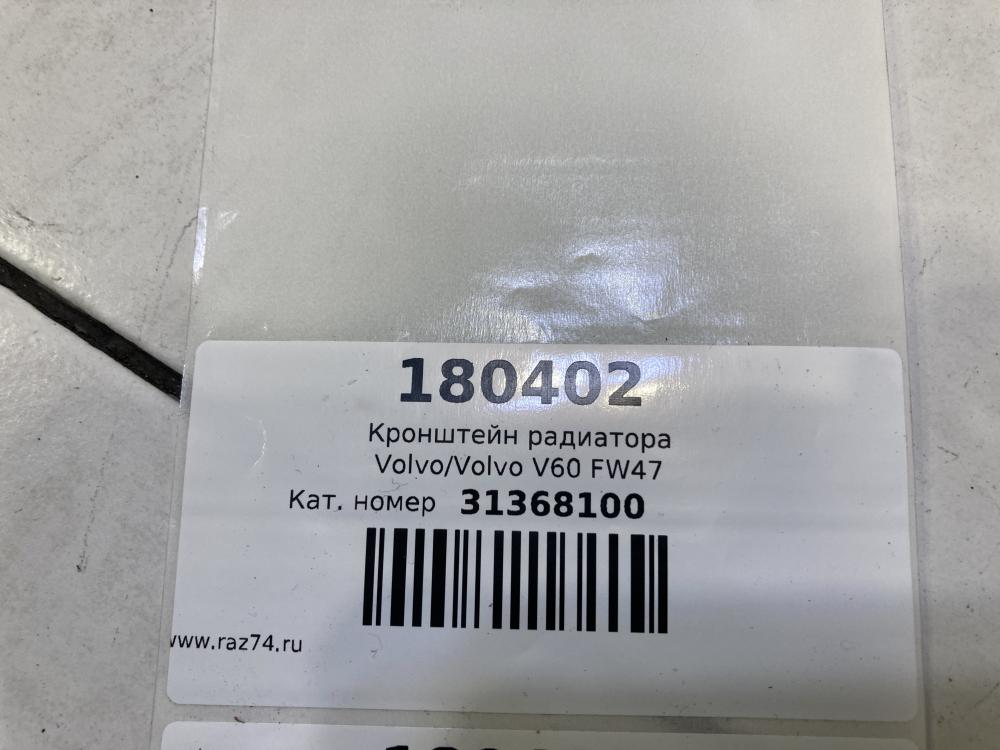 180402
Кронштейн радиатора
Volvo/Volvo V60 FW47
Кат. номер 31368100
www.raz74.ru